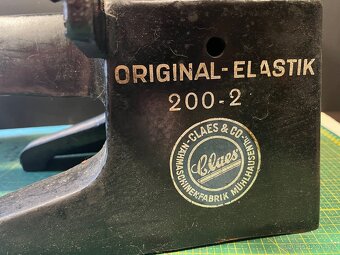 ORIGINAL-ELASTIK
200-2
CLAES & CO.
Claes
NÄHMASCHINENFABRIK MÜHLHAUSEN